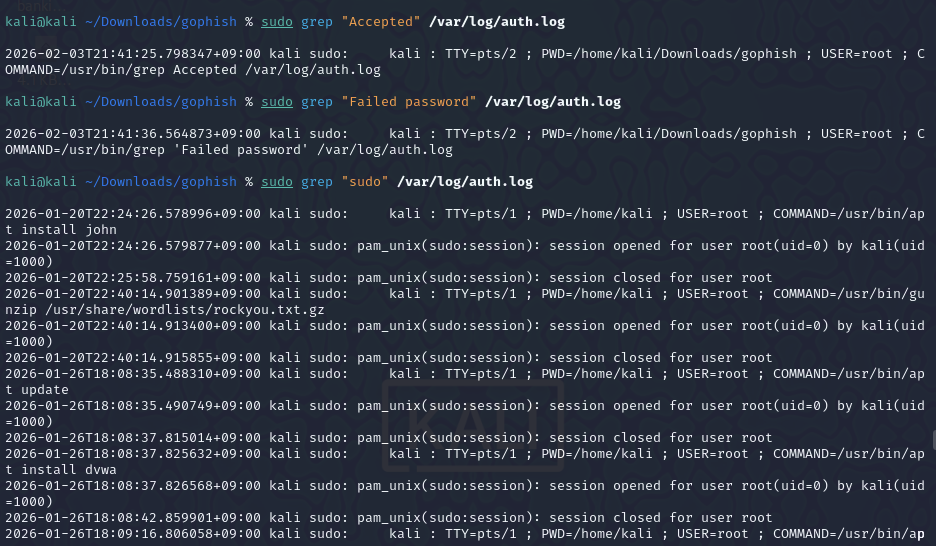 kali@kali ~/Downloads/gophish % sudo grep "Accepted" /var/log/auth.log
2026-02-03T21:41:25.798347+09:00 kali sudo:     kali : TTY=pts/2 ; PWD=/home/kali/Downloads/gophish ; USER=root ; C
OMMAND=/usr/bin/grep Accepted /var/log/auth.log
kali@kali ~/Downloads/gophish % sudo grep "Failed password" /var/log/auth.log
2026-02-03T21:41:36.564873+09:00 kali sudo:     kali : TTY=pts/2 ; PWD=/home/kali/Downloads/gophish ; USER=root ; C
OMMAND=/usr/bin/grep 'Failed password' /var/log/auth.log
kali@kali ~/Downloads/gophish % sudo grep "sudo" /var/log/auth.log
2026-01-20T22:24:26.578996+09:00 kali sudo:     kali : TTY=pts/1 ; PWD=/home/kali ; USER=root ; COMMAND=/usr/bin/ap
t install john
2026-01-20T22:24:26.579877+09:00 kali sudo: pam_unix(sudo:session): session opened for user root(uid=0) by kali(uid
=1000)
2026-01-20T22:25:58.759161+09:00 kali sudo: pam_unix(sudo:session): session closed for user root
2026-01-20T22:40:14.901389+09:00 kali sudo:     kali : TTY=pts/1 ; PWD=/home/kali ; USER=root ; COMMAND=/usr/bin/gu
nzip /usr/share/wordlists/rockyou.txt.gz
2026-01-20T22:40:14.913400+09:00 kali sudo: pam_unix(sudo:session): session opened for user root(uid=0) by kali(uid
=1000)
2026-01-20T22:40:14.915855+09:00 kali sudo: pam_unix(sudo:session): session closed for user root
2026-01-26T18:08:35.488310+09:00 kali sudo:     kali : TTY=pts/1 ; PWD=/home/kali ; USER=root ; COMMAND=/usr/bin/ap
t update
2026-01-26T18:08:35.490749+09:00 kali sudo: pam_unix(sudo:session): session opened for user root(uid=0) by kali(uid
=1000)
2026-01-26T18:08:37.815014+09:00 kali sudo: pam_unix(sudo:session): session closed for user root
2026-01-26T18:08:37.825632+09:00 kali sudo:     kali : TTY=pts/1 ; PWD=/home/kali ; USER=root ; COMMAND=/usr/bin/ap
t install dvwa
2026-01-26T18:08:37.826568+09:00 kali sudo: pam_unix(sudo:session): session opened for user root(uid=0) by kali(uid
=1000)
2026-01-26T18:08:42.859901+09:00 kali sudo: pam_unix(sudo:session): session closed for user root
2026-01-26T18:09:16.806058+09:00 kali sudo:     kali : TTY=pts/1 ; PWD=/home/kali ; USER=root ; COMMAND=/usr/bin/ap